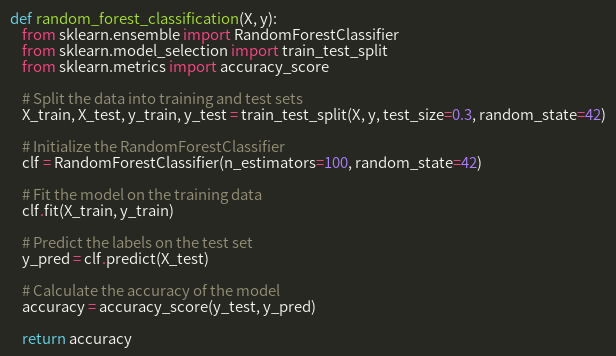 def random_forest_classification(X, y):
from sklearn.ensemble import RandomForestClassifier
from sklearn.model_selection import train_test_split
from sklearn.metrics import accuracy_score
# Split the data into training and test sets
X_train, X_test, y_train, y_test = train_test_split(X, y, test_size=0.3, random_state=42)
# Initialize the RandomForestClassifier
clf = RandomForestClassifier(n_estimators=100, random_state=42)
# Fit the model on the training data
clf.fit(X_train, y_train)
# Predict the labels on the test set
y_pred = clf.predict(X_test)
# Calculate the accuracy of the model
accuracy = accuracy_score(y_test, y_pred)
return accuracy